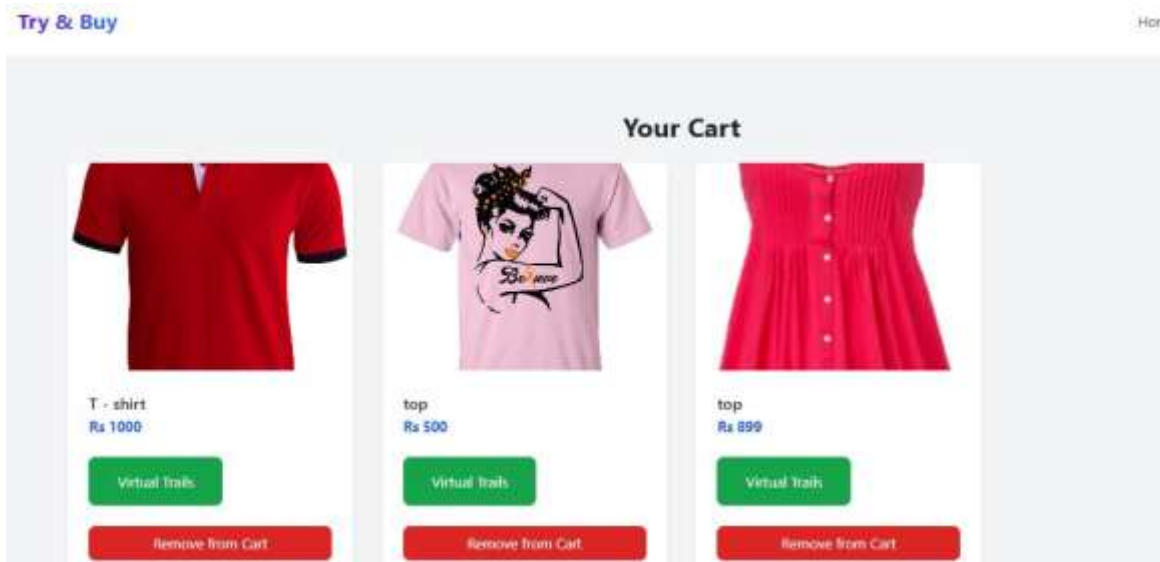 Try & Buy
Your Cart
T - shirt
Rs 1000
Virtual Trails
Remove from Cart
top
Rs 500
Virtual Trails
Remove from Cart
top
Rs 899
Virtual Trails
Remove from Cart